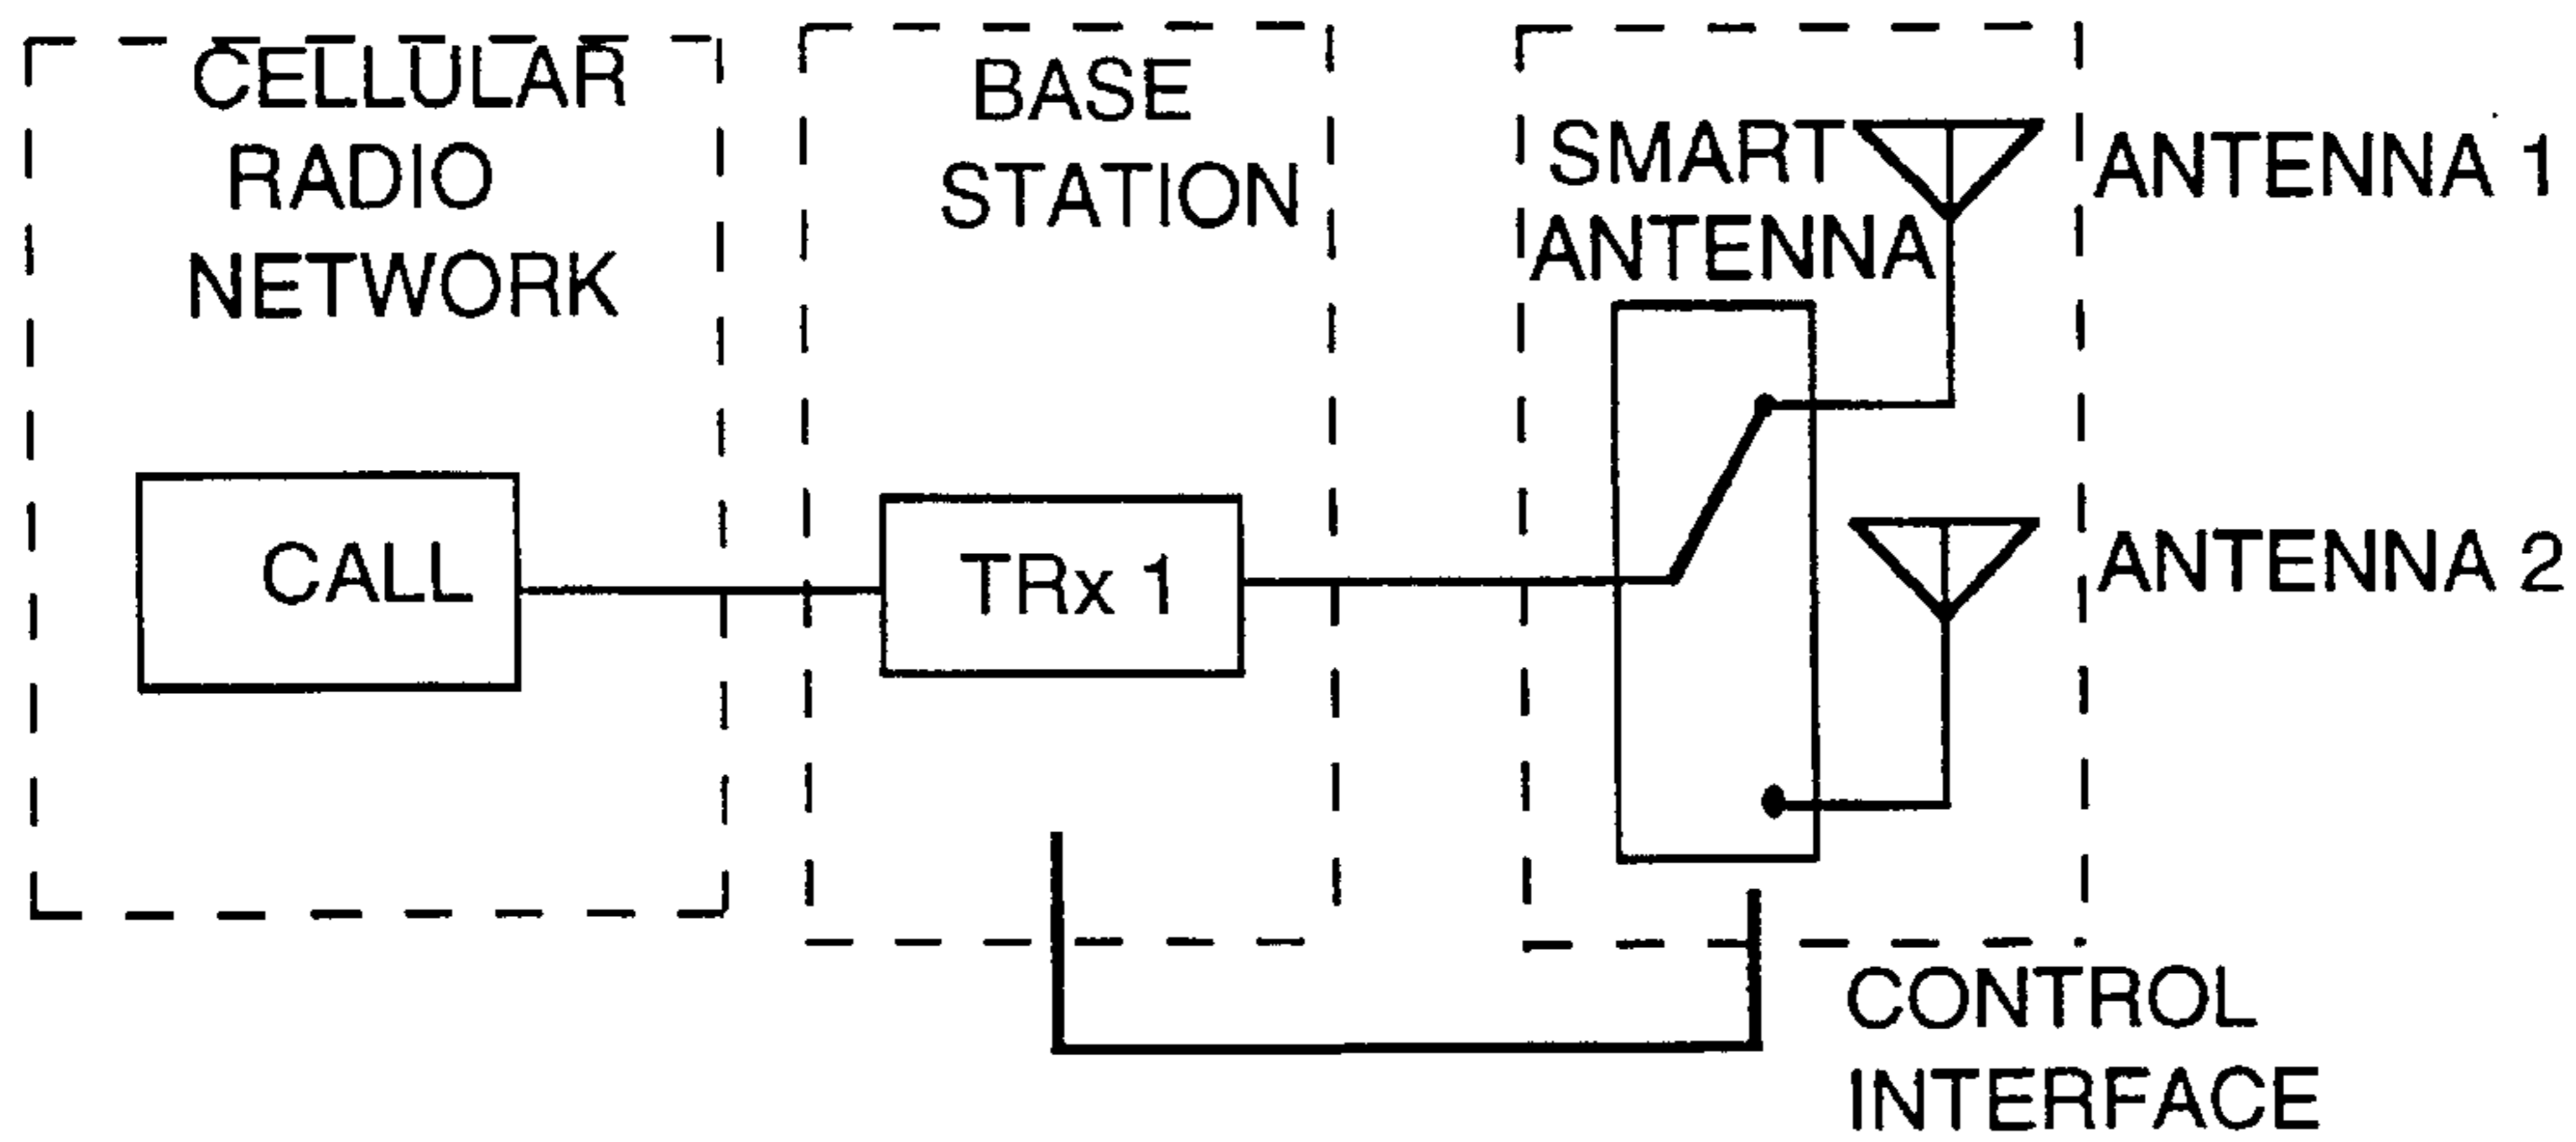 CELLULAR
RADIO
NETWORK
BASE
STATION
SMART
ANTENNA
ANTENNA 1
CALL
TRx 1
ANTENNA 2
CONTROL
INTERFACE